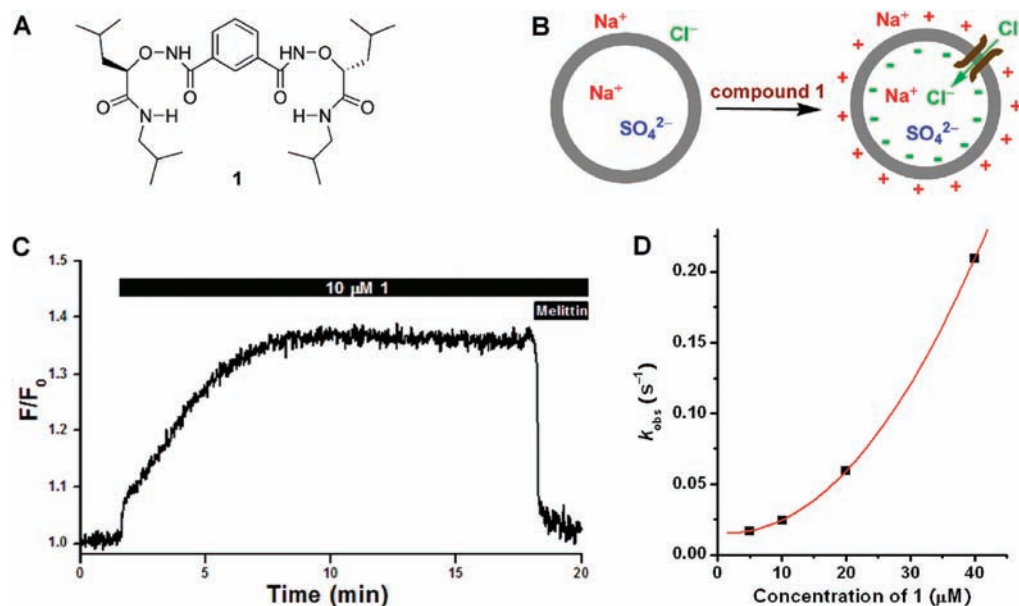 A
O-NH
HN-O
O
O
O
O
N-H
H-N
1
B
Na⁺
Cl⁻
Na⁺
SO₄²⁻
compound 1
Na⁺
Cl⁻
Na⁺
Cl⁻
SO₄²⁻
C
1.5
1.4
1.3
1.2
1.1
1.0
F/F₀
10 μM 1
Melittin
0
5
10
15
20
Time (min)
D
0.20
0.15
0.10
0.05
0.00
k_obs (s⁻¹)
0
10
20
30
40
Concentration of 1 (μM)